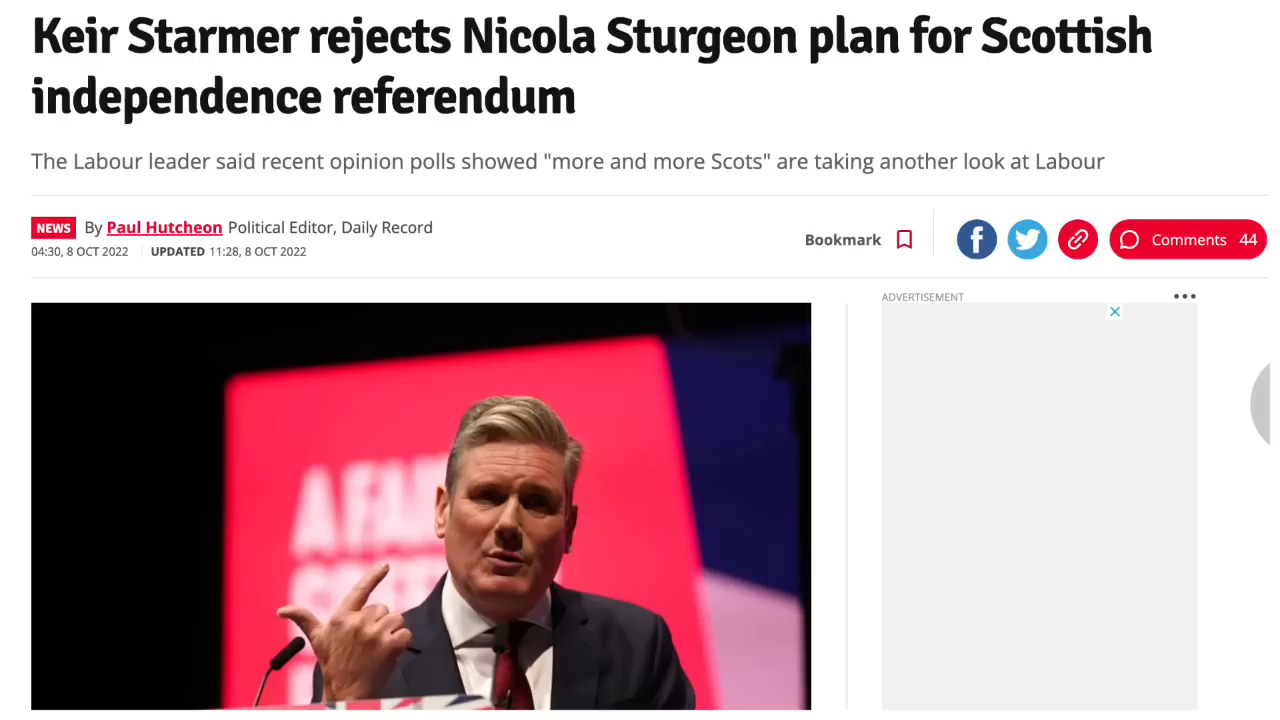 Keir Starmer rejects Nicola Sturgeon plan for Scottish
independence referendum
The Labour leader said recent opinion polls showed "more and more Scots" are taking another look at Labour
NEWS By Paul Hutcheon Political Editor, Daily Record
04:30, 8 OCT 2022 UPDATED 11:28, 8 OCT 2022
Bookmark
Comments 44
ADVERTISEMENT
A FAI